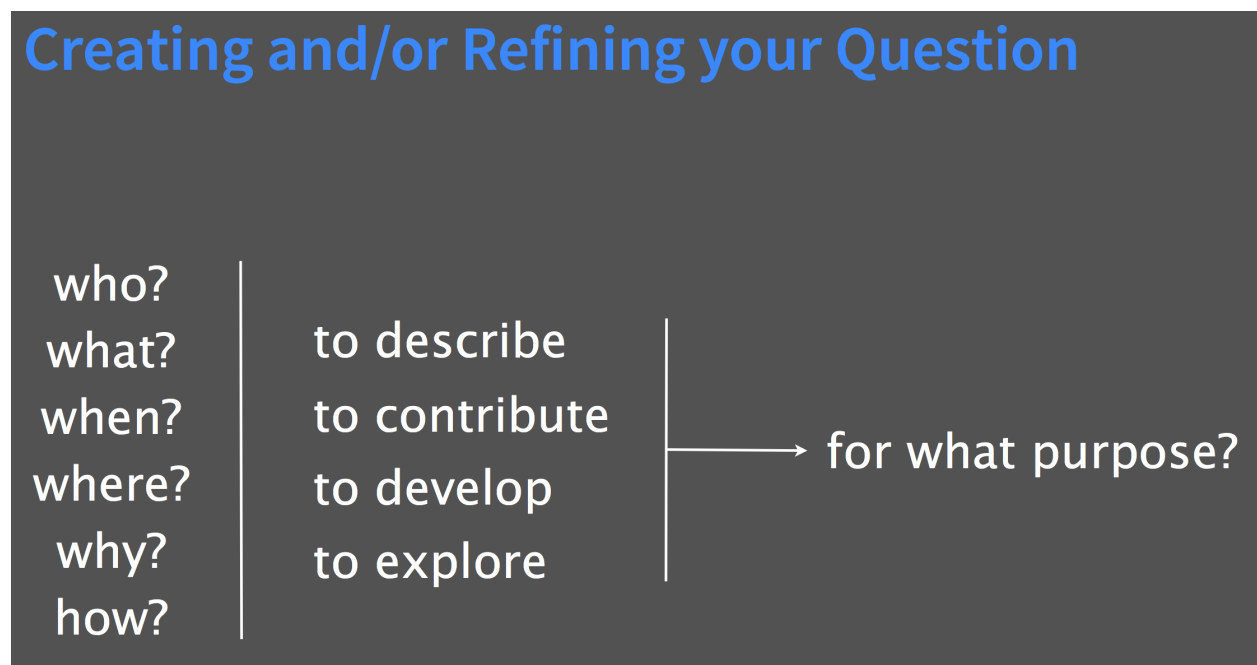 Creating and/or Refining your Question
who?
what?
when?
where?
why?
how?
to describe
to contribute
to develop
to explore
for what purpose?